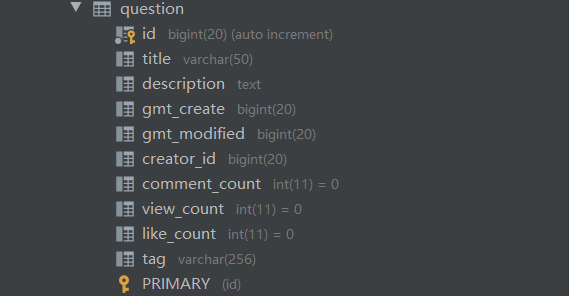 question
id bigint(20) (auto increment)
title varchar(50)
description text
gmt_create bigint(20)
gmt_modified bigint(20)
creator_id bigint(20)
comment_count int(11) = 0
view_count int(11) = 0
like_count int(11) = 0
tag varchar(256)
PRIMARY (id)